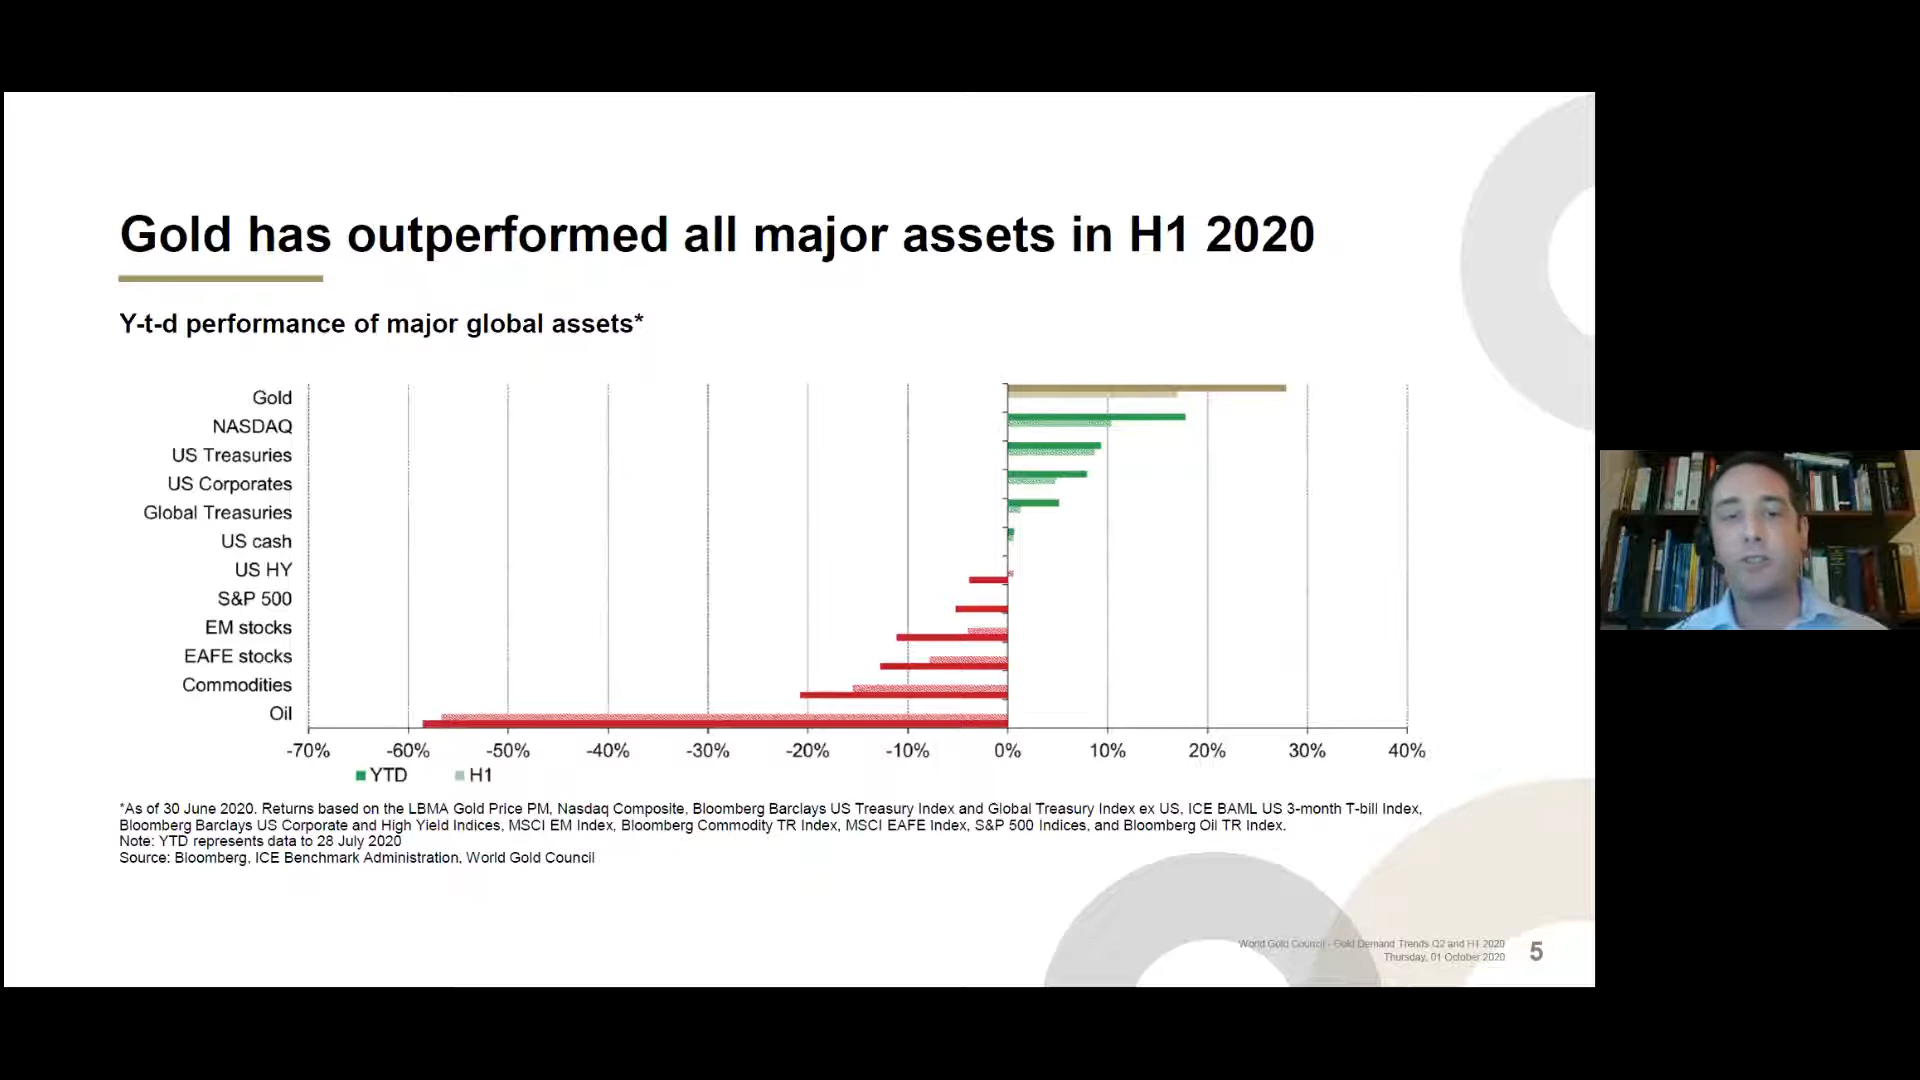 Gold has outperformed all major assets in H1 2020
Y-t-d performance of major global assets*
Gold
NASDAQ
US Treasuries
US Corporates
Global Treasuries
US cash
US HY
S&P 500
EM stocks
EAFE stocks
Commodities
Oil
-70% -60% -50% -40% -30% -20% -10% 0% 10% 20% 30% 40%
YTD H1
*As of 30 June 2020. Returns based on the LBMA Gold Price PM, Nasdaq Composite, Bloomberg Barclays US Treasury Index and Global Treasury Index ex US, ICE BAML US 3-month T-bill Index,
Bloomberg Barclays US Corporate and High Yield Indices, MSCI EM Index, Bloomberg Commodity TR Index, MSCI EAFE Index, S&P 500 Indices, and Bloomberg Oil TR Index.
Note: YTD represents data to 28 July 2020
Source: Bloomberg, ICE Benchmark Administration, World Gold Council
World Gold Council - Gold Demand Trends Q2 and H1 2020
Thursday, 01 October 2020
5